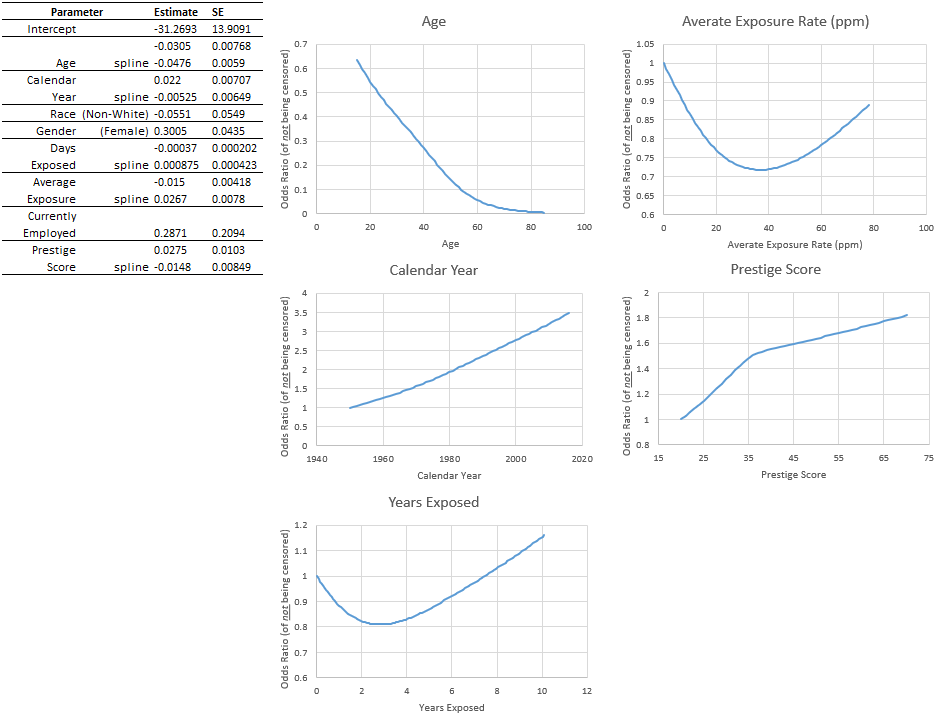 Parameter Estimate SE
Intercept -31.2693 13.9091
-0.0305 0.00768
Age spline -0.0476 0.0059
Calendar 0.022 0.00707
Year spline -0.00525 0.00649
Race (Non-White) -0.0551 0.0549
Gender (Female) 0.3005 0.0435
Days -0.00037 0.000202
Exposed spline 0.000875 0.000423
Average -0.015 0.00418
Exposure spline 0.0267 0.0078
Currently
Employed 0.2871 0.2094
Prestige 0.0275 0.0103
Score spline -0.0148 0.00849
Age
Odds Ratio (of not being censored)
0.7
0.6
0.5
0.4
0.3
0.2
0.1
0
0 20 40 60 80 100
Age
Averate Exposure Rate (ppm)
Odds Ratio (of not being censored)
1.05
1
0.95
0.9
0.85
0.8
0.75
0.7
0.65
0.6
0 20 40 60 80 100
Averate Exposure Rate (ppm)
Calendar Year
Odds Ratio (of not being censored)
4
3.5
3
2.5
2
1.5
1
0.5
0
1940 1960 1980 2000 2020
Calendar Year
Prestige Score
Odds Ratio (of not being censored)
2
1.8
1.6
1.4
1.2
1
0.8
15 25 35 45 55 65 75
Prestige Score
Years Exposed
Odds Ratio (of not being censored)
1.2
1.1
1
0.9
0.8
0.7
0.6
0 2 4 6 8 10 12
Years Exposed